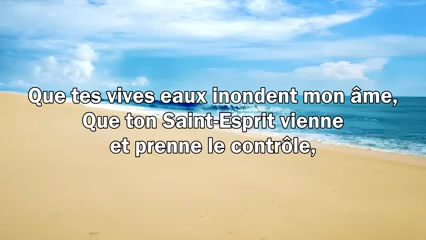 Que tes vives eaux inondent mon âme,
Que ton Saint-Esprit vienne
et prenne le contrôle,